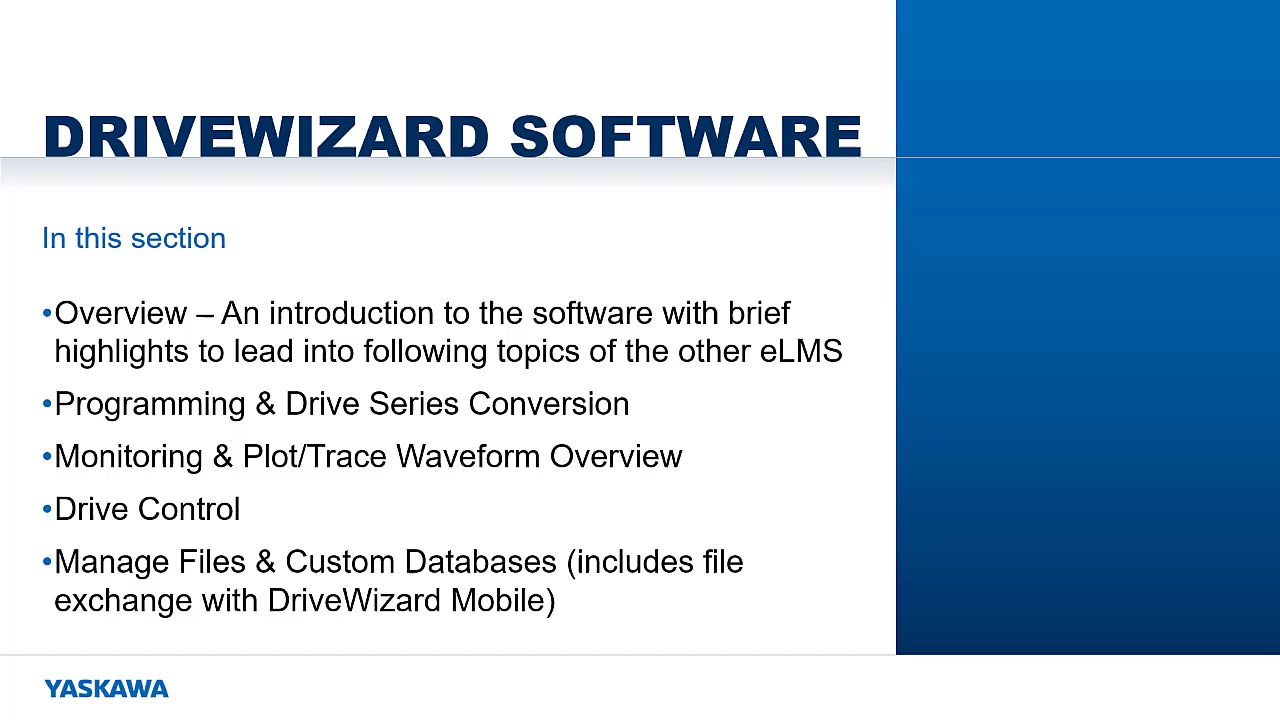 DRIVEWIZARD SOFTWARE
In this section
•Overview – An introduction to the software with brief
highlights to lead into following topics of the other eLMS
•Programming & Drive Series Conversion
•Monitoring & Plot/Trace Waveform Overview
•Drive Control
•Manage Files & Custom Databases (includes file
exchange with DriveWizard Mobile)
YASKAWA